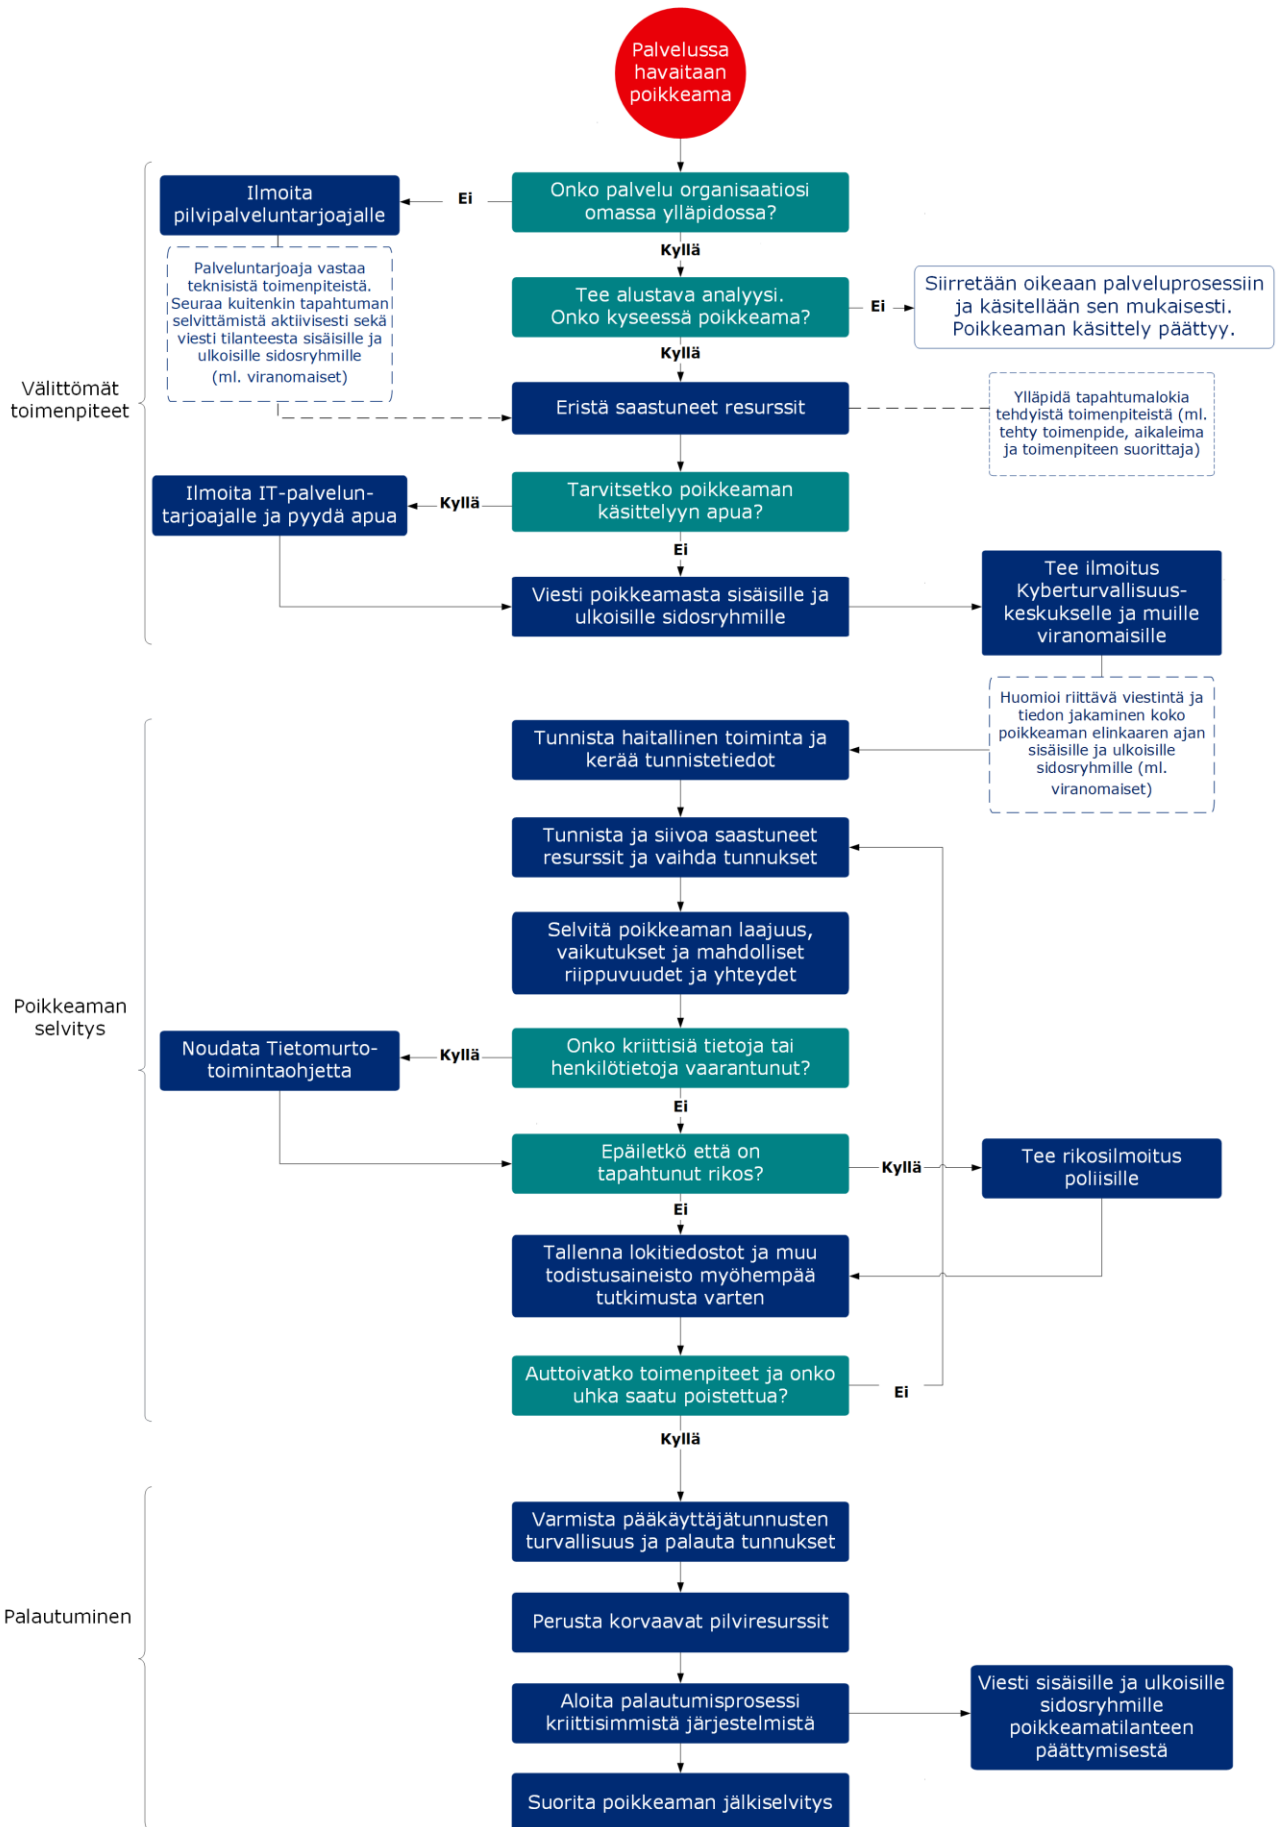 Palvelussa
havaitaan
poikkeama
Ilmoita
pilvipalveluntarjoajalle
Ei
Onko palvelu organisaatiosi
omassa ylläpidossa?
Kyllä
Palveluntarjoaja vastaa
teknisistä toimenpiteistä.
Seuraa kuitenkin tapahtuman
selvittämistä aktiivisesti sekä
viesti tilanteesta sisäisille ja
ulkoisille sidosryhmille
(ml. viranomaiset)
Tee alustava analyysi.
Onko kyseessä poikkeama?
Ei
Siirretään oikeaan palveluprosessiin
ja käsitellään sen mukaisesti.
Poikkeaman käsittely päättyy.
Kyllä
Välittömät
toimenpiteet
Eristä saastuneet resurssit
Ylläpidä tapahtumalokia
tehdyistä toimenpiteistä (ml.
tehty toimenpide, aikaleima
ja toimenpiteen suorittaja)
Ilmoita IT-palvelun-
tarjoajalle ja pyydä apua
Kyllä
Tarvitsetko poikkeaman
käsittelyyn apua?
Ei
Viesti poikkeamasta sisäisille ja
ulkoisille sidosryhmille
Tee ilmoitus
Kyberturvallisuus-
keskukselle ja muille
viranomaisille
Huomioi riittävä viestintä ja
tiedon jakaminen koko
poikkeaman elinkaaren ajan
sisäisille ja ulkoisille
sidosryhmille (ml.
viranomaiset)
Tunnista haitallinen toiminta ja
kerää tunnistetiedot
Tunnista ja siivoa saastuneet
resurssit ja vaihda tunnukset
Selvitä poikkeaman laajuus,
vaikutukset ja mahdolliset
riippuvuudet ja yhteydet
Poikkeaman
selvitys
Noudata Tietomurto-
toimintaohjetta
Kyllä
Onko kriittisiä tietoja tai
henkilötietoja vaarantunut?
Ei
Epäiletkö että on
tapahtunut rikos?
Kyllä
Tee rikosilmoitus
poliisille
Ei
Tallenna lokitiedostot ja muu
todistusaineisto myöhempää
tutkimusta varten
Auttoivatko toimenpiteet ja onko
uhka saatu poistettua?
Ei
Kyllä
Varmista pääkäyttäjätunnusten
turvallisuus ja palauta tunnukset
Palautuminen
Perusta korvaavat pilviresurssit
Aloita palautumisprosessi
kriittisimmistä järjestelmistä
Viesti sisäisille ja ulkoisille
sidosryhmille
poikkeamatilanteen
päättymisestä
Suorita poikkeaman jälkiselvitys